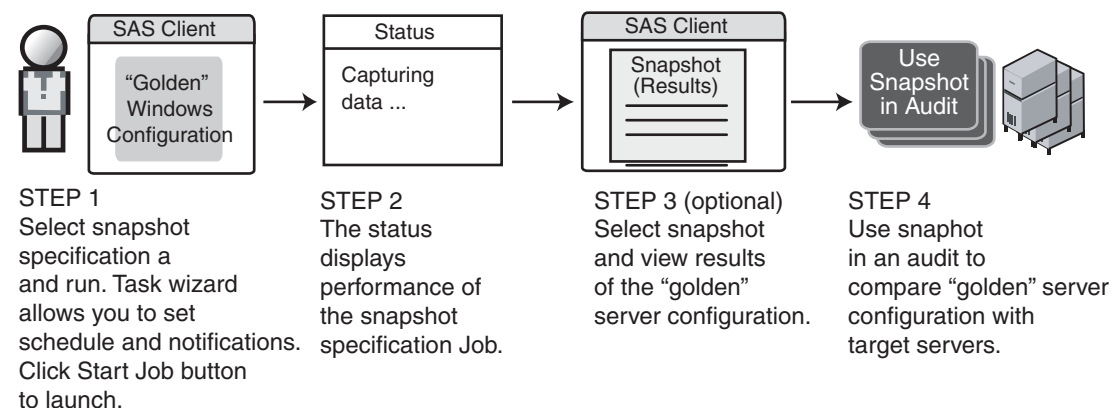 SAS Client
“Golden”
Windows
Configuration
Status
Capturing
data ...
SAS Client
Snapshot
(Results)
Use
Snapshot
in Audit
STEP 1
Select snapshot
specification a
and run. Task wizard
allows you to set
schedule and notifications.
Click Start Job button
to launch.
STEP 2
The status
displays
performance of
the snapshot
specification Job.
STEP 3 (optional)
Select snapshot
and view results
of the “golden”
server configuration.
STEP 4
Use snaphot
in an audit to
compare “golden” server
configuration with
target servers.